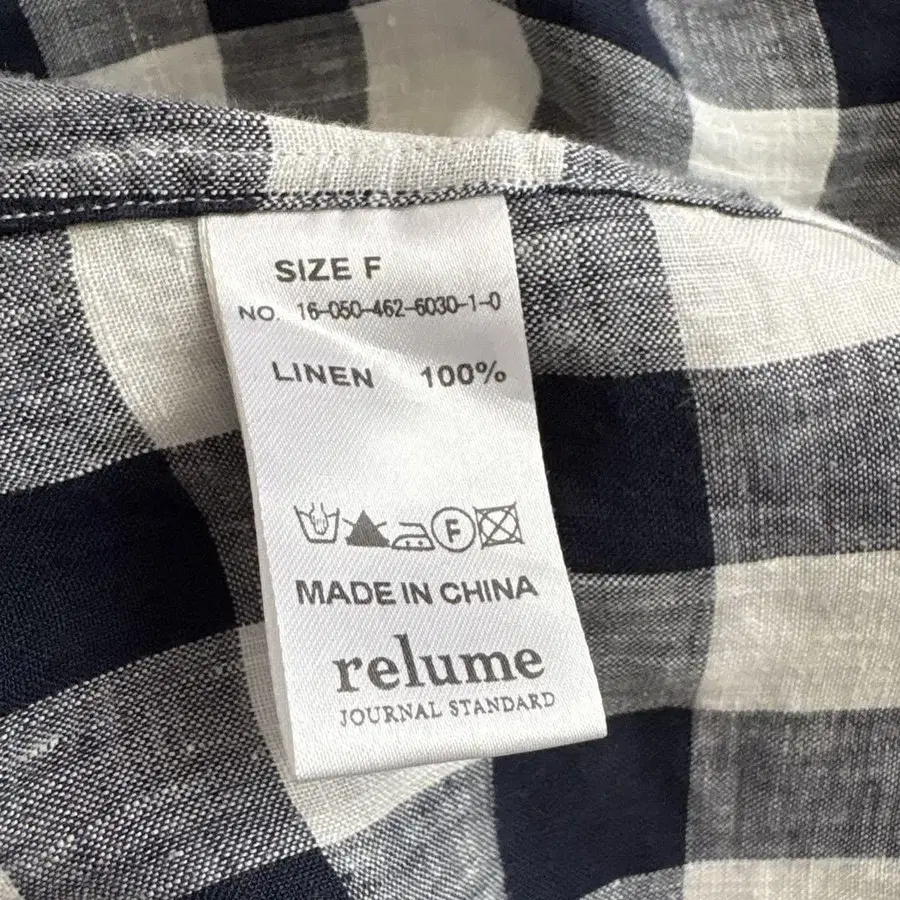 SIZE F
NO. 16-050-462-6030-1-0
LINEN 100%
F
MADE IN CHINA
relume
JOURNAL STANDARD